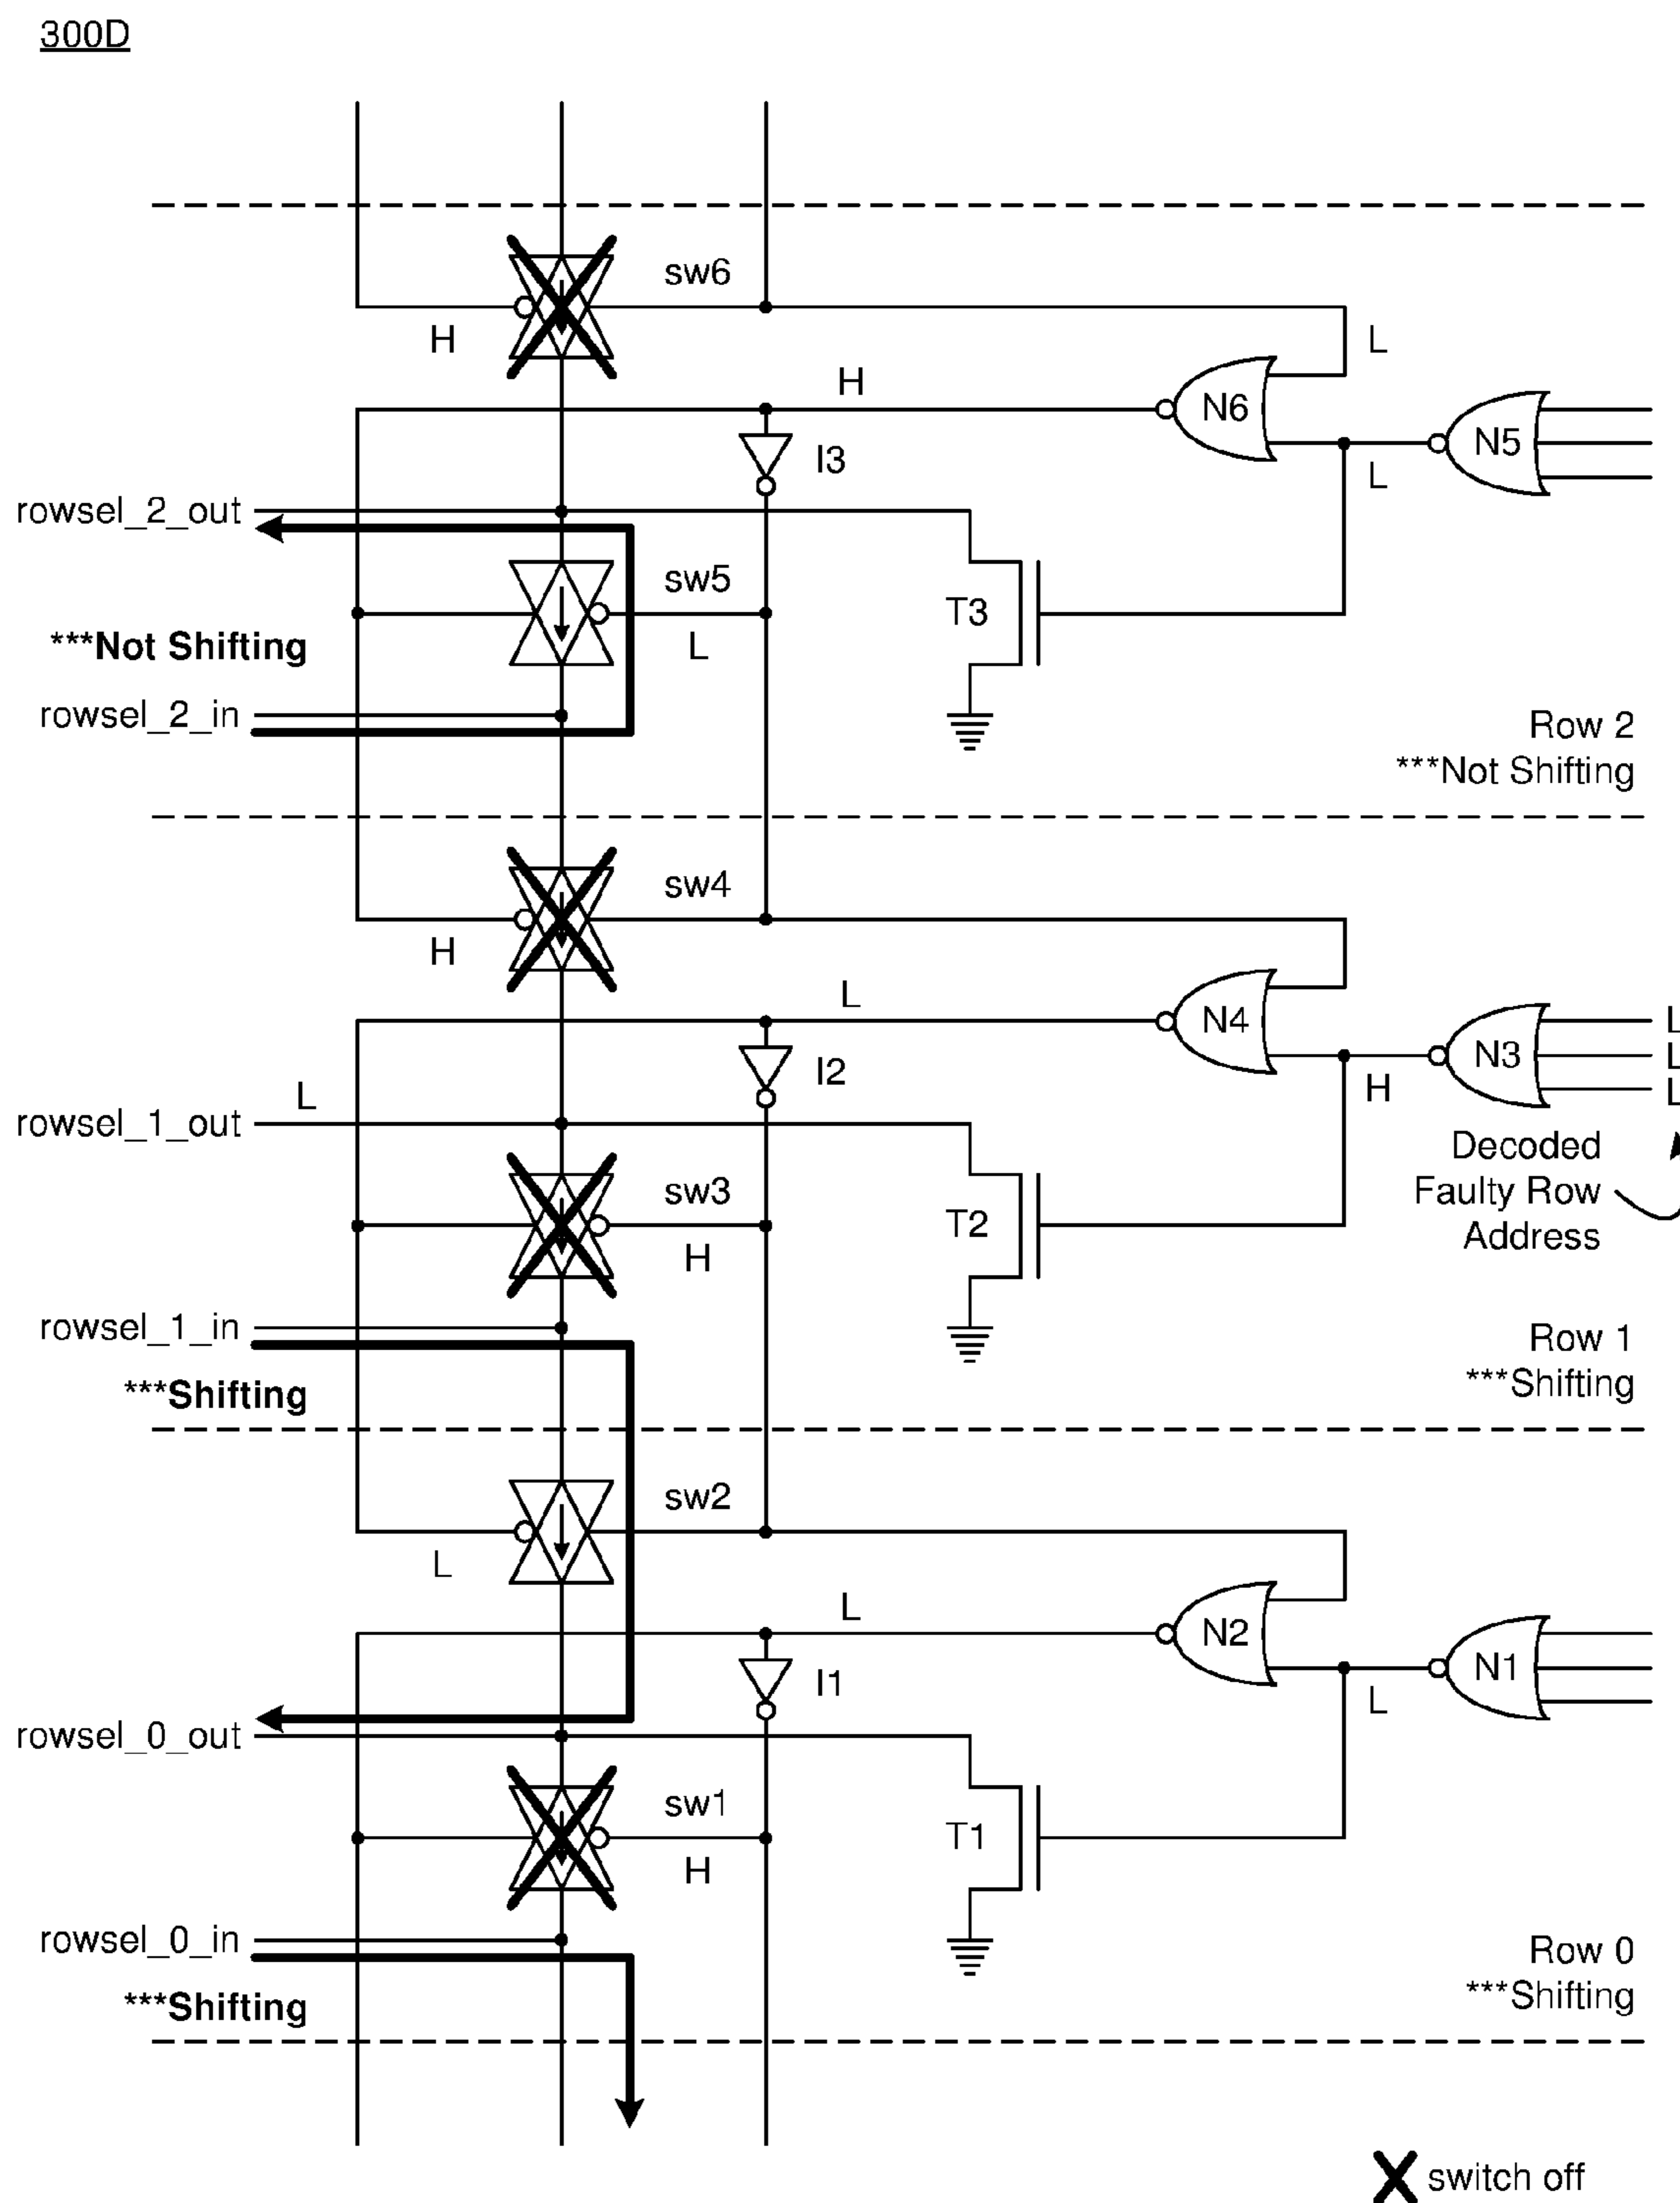 300D
sw6
H
L
H
N6
N5
I3
L
rowsel_2_out
sw5
T3
***Not Shifting
L
rowsel_2_in
Row 2
***Not Shifting
sw4
H
L
N4
L
N3
L
I2
H
L
L
rowsel_1_out
Decoded
Faulty Row
Address
sw3
T2
H
rowsel_1_in
Row 1
***Shifting
***Shifting
sw2
L
L
N2
N1
I1
L
rowsel_0_out
sw1
T1
H
rowsel_0_in
Row 0
***Shifting
***Shifting
X switch off